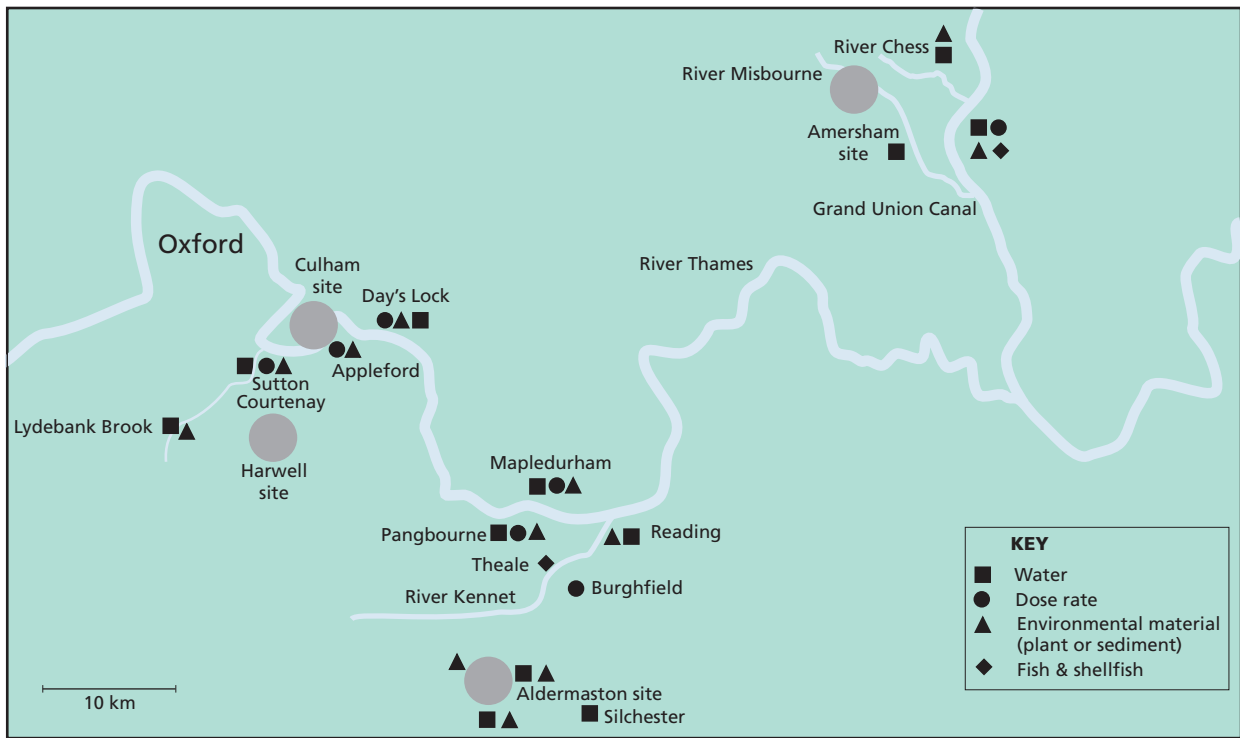 River Chess
River Misbourne
Amersham
site
Grand Union Canal
Oxford
Culham
site
River Thames
Day's Lock
Appleford
Sutton
Courtenay
Lydebank Brook
Harwell
site
Mapledurham
Pangbourne
Reading
Theale
Burghfield
River Kennet
Aldermaston site
Silchester
10 km
KEY
Water
Dose rate
Environmental material
(plant or sediment)
Fish & shellfish